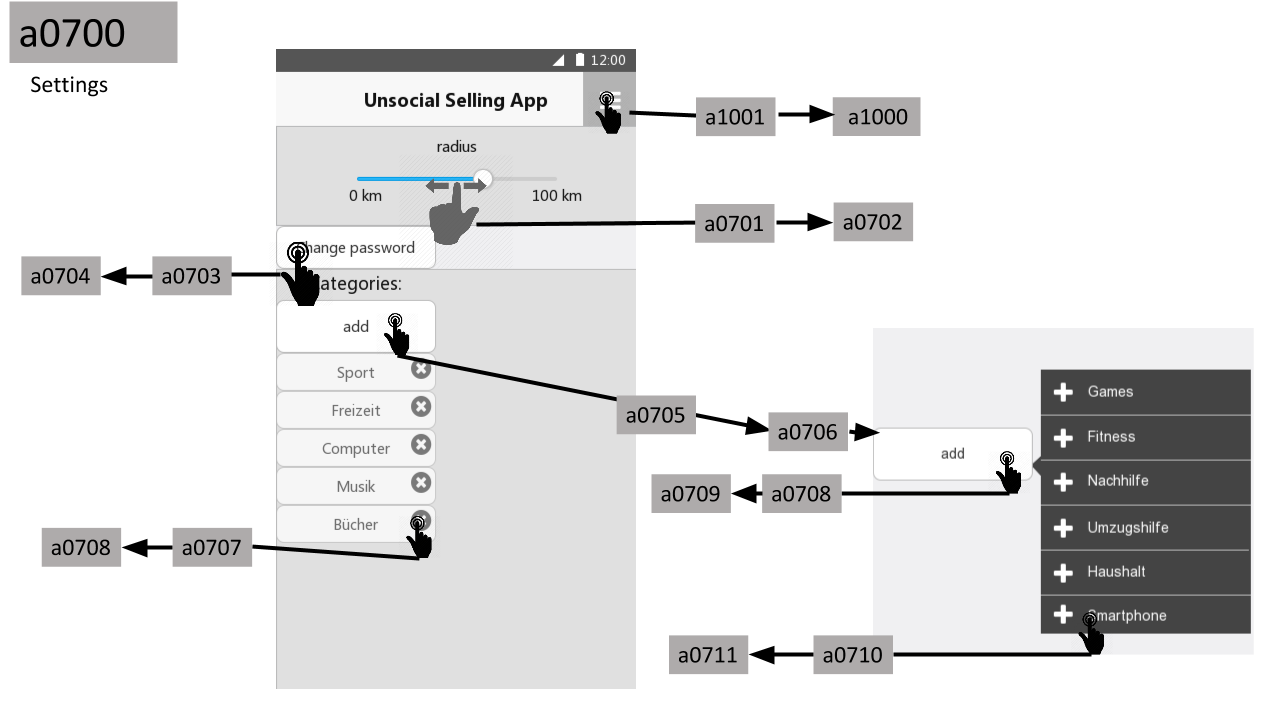 a0700
Settings
12:00
Unsocial Selling App
a1001
a1000
radius
0 km
100 km
a0701
a0702
hange password
a0704
a0703
ategories:
add
Sport
Freizeit
Computer
Musik
Bücher
a0705
a0706
add
Games
Fitness
Nachhilfe
Umzugshilfe
Haushalt
Smartphone
a0709
a0708
a0708
a0707
a0711
a0710